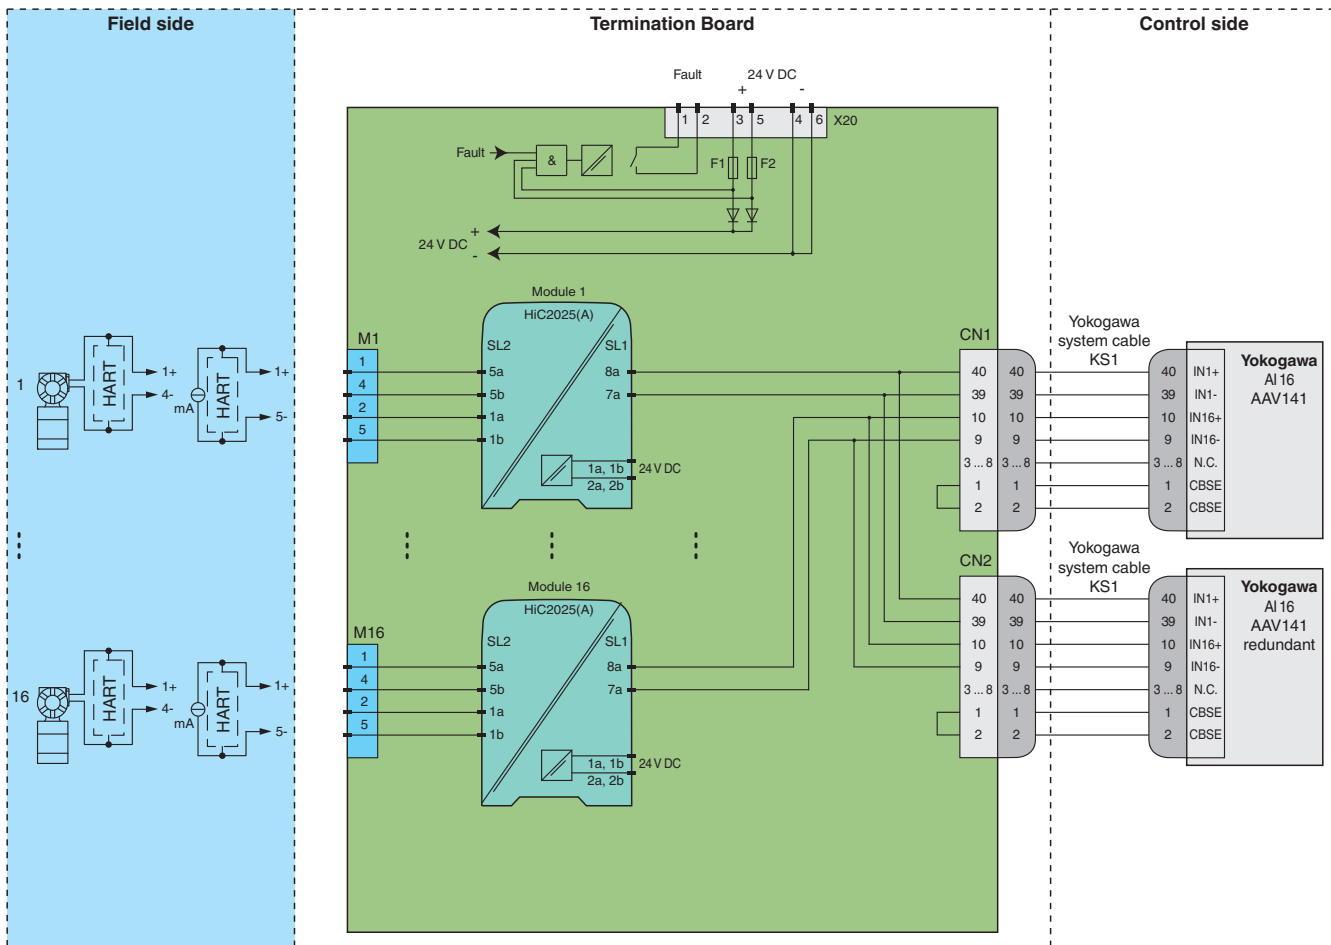 Field side
Termination Board
Control side
Fault
24 V DC
+ -
1 2 3 5 4 6 X20
Fault
&
F1 F2
+
24 V DC
-
Module 1
HiC2025(A)
M1
SL2
SL1
1
4
2
5
5a
5b
1a
1b
8a
7a
1a, 1b
2a, 2b
24 V DC
1
HART
1+
4-
mA
HART
1+
5-
CN1
40 40
39 39
10 10
9 9
3 ... 8 3 ... 8
1 1
2 2
Yokogawa
system cable
KS1
40 IN1+
39 IN1-
10 IN16+
9 IN16-
3 ... 8 N.C.
1 CBSE
2 CBSE
Yokogawa
AI 16
AAV141
Module 16
HiC2025(A)
M16
SL2
SL1
1
4
2
5
5a
5b
1a
1b
8a
7a
1a, 1b
2a, 2b
24 V DC
16
HART
1+
4-
mA
HART
1+
5-
CN2
40 40
39 39
10 10
9 9
3 ... 8 3 ... 8
1 1
2 2
Yokogawa
system cable
KS1
40 IN1+
39 IN1-
10 IN16+
9 IN16-
3 ... 8 N.C.
1 CBSE
2 CBSE
Yokogawa
AI 16
AAV141
redundant